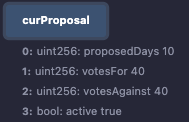 curProposal
0: uint256: proposedDays 10
1: uint256: votesFor 40
2: uint256: votesAgainst 40
3: bool: active true